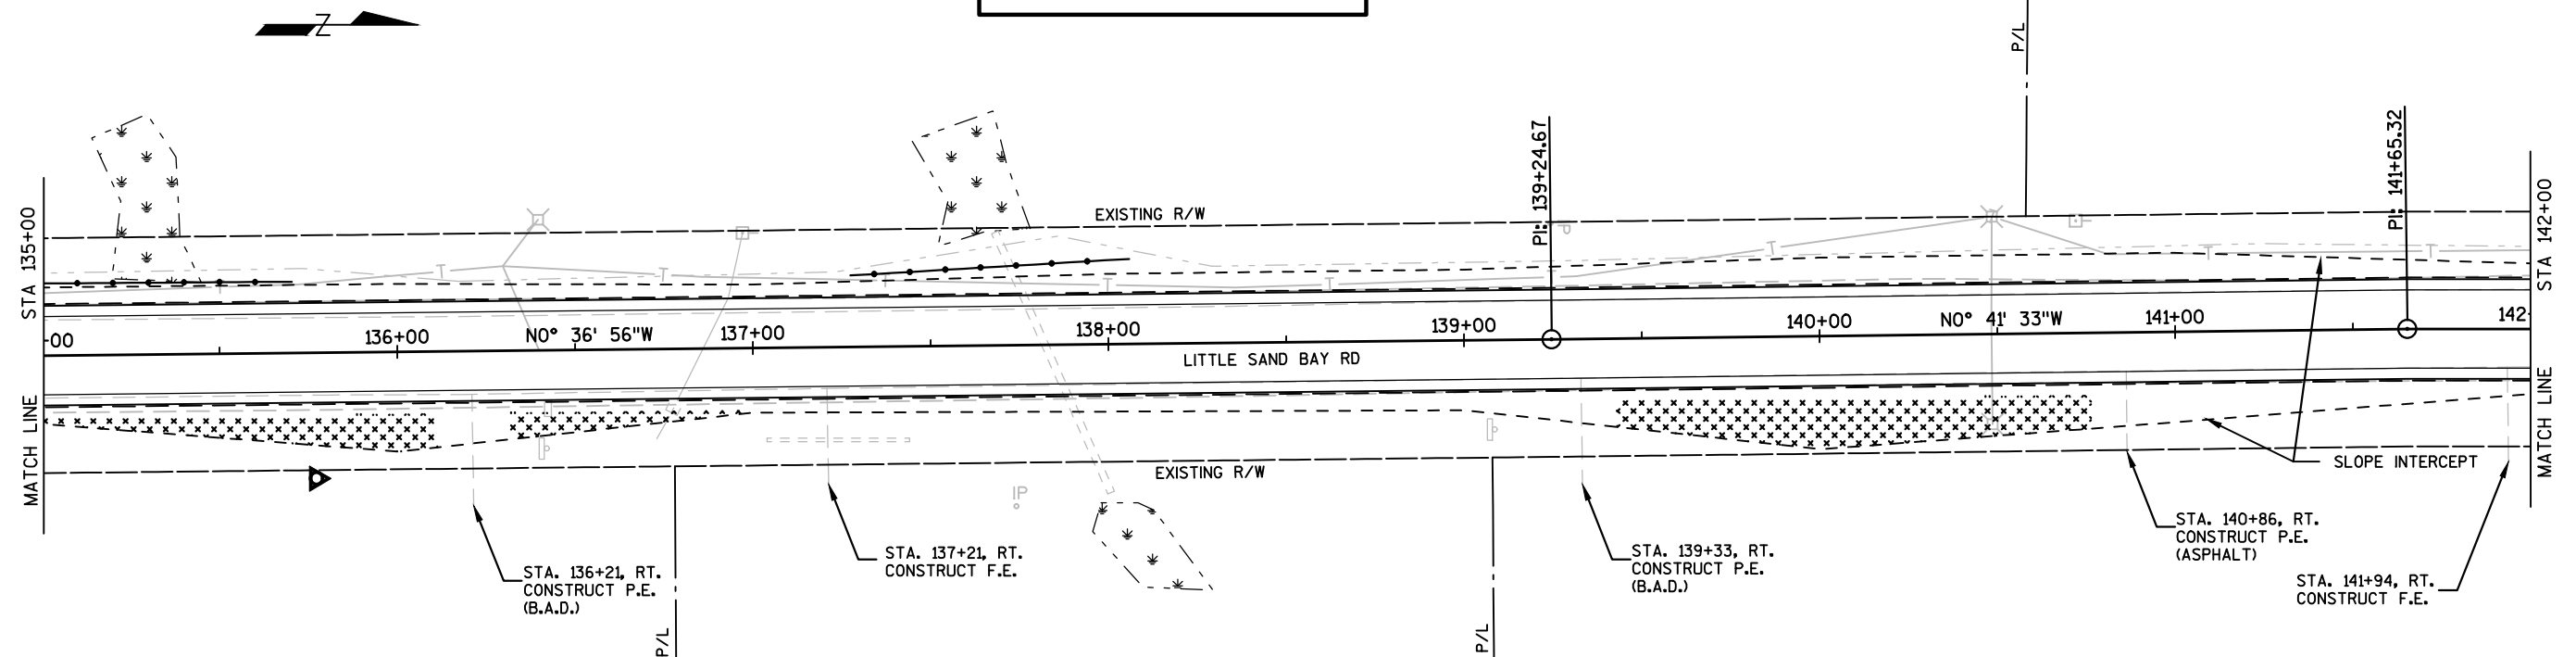 Z
P/L
STA 135+00
MATCH LINE
PI: 139+24.67
PI: 141+65.32
STA 142+00
MATCH LINE
EXISTING R/W
T
T
T
T
T
T
T
T
T
P
00
136+00
N0° 36' 56"W
137+00
138+00
139+00
140+00
N0° 41' 33"W
141+00
142
LITTLE SAND BAY RD
P
P
EXISTING R/W
IP
SLOPE INTERCEPT
STA. 136+21, RT.
CONSTRUCT P.E.
(B.A.D.)
STA. 137+21, RT.
CONSTRUCT F.E.
STA. 139+33, RT.
CONSTRUCT P.E.
(B.A.D.)
STA. 140+86, RT.
CONSTRUCT P.E.
(ASPHALT)
STA. 141+94, RT.
CONSTRUCT F.E.
P/L
P/L